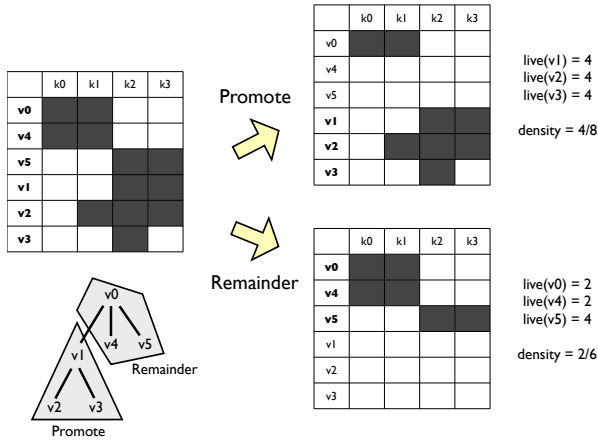 k0 k1 k2 k3
v0
v4
v5
v1
v2
v3
Promote
k0 k1 k2 k3
v0
v4
v5
v1
v2
v3
live(v1) = 4
live(v2) = 4
live(v3) = 4
density = 4/8
Remainder
k0 k1 k2 k3
v0
v4
v5
v1
v2
v3
live(v0) = 2
live(v4) = 2
live(v5) = 4
density = 2/6
v0
v1 v4 v5
Remainder
v2 v3
Promote